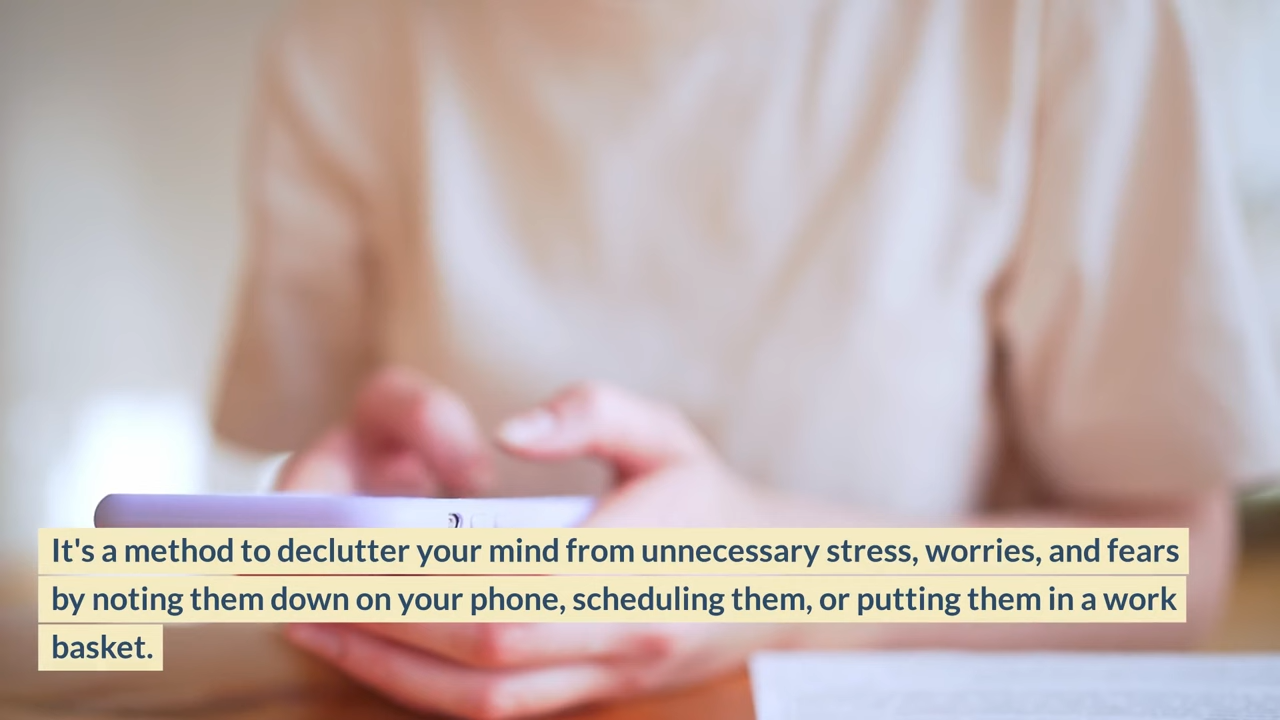 It's a method to declutter your mind from unnecessary stress, worries, and fears
by noting them down on your phone, scheduling them, or putting them in a work
basket.